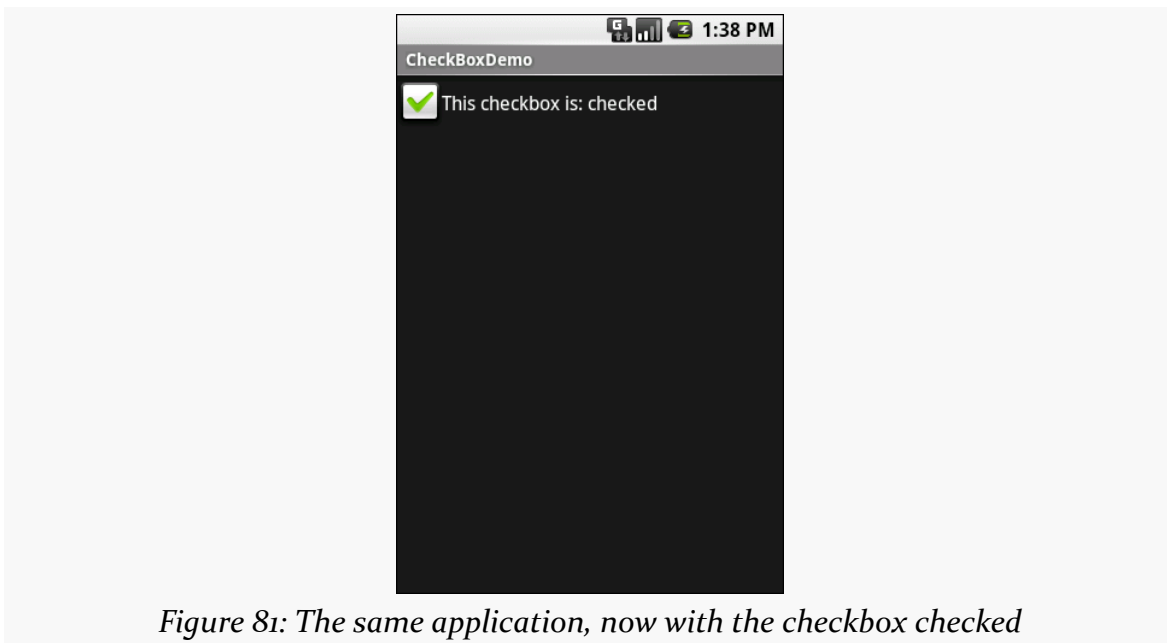 1:38 PM
CheckBoxDemo
This checkbox is: checked
Figure 81: The same application, now with the checkbox checked